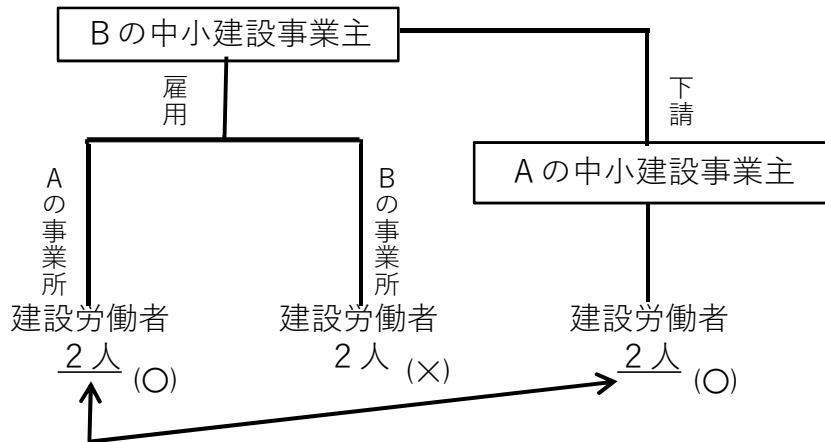 Bの中小建設事業主
雇用
下請
Aの中小建設事業主
Aの事業所
Bの事業所
建設労働者
2人(○)
建設労働者
2人(×)
建設労働者
2人(○)